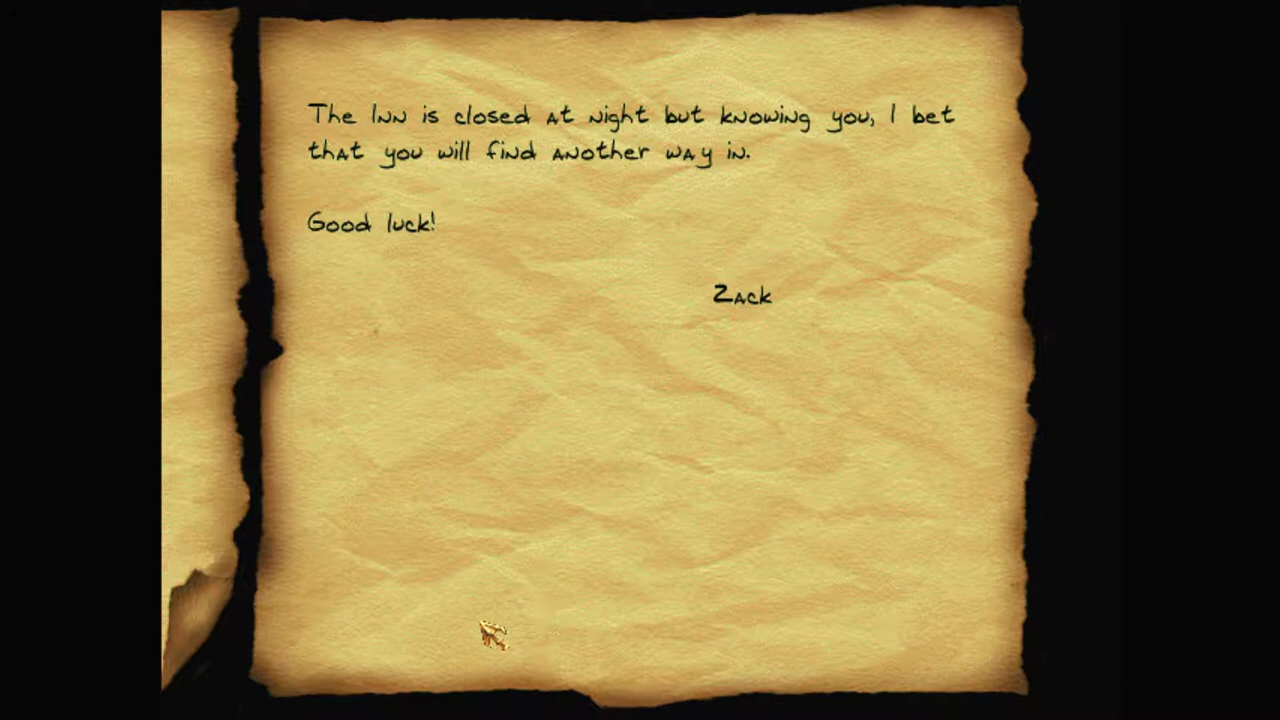 The Inn is closed at night but knowing you, I bet
that you will find another way in.
Good luck!
Zack